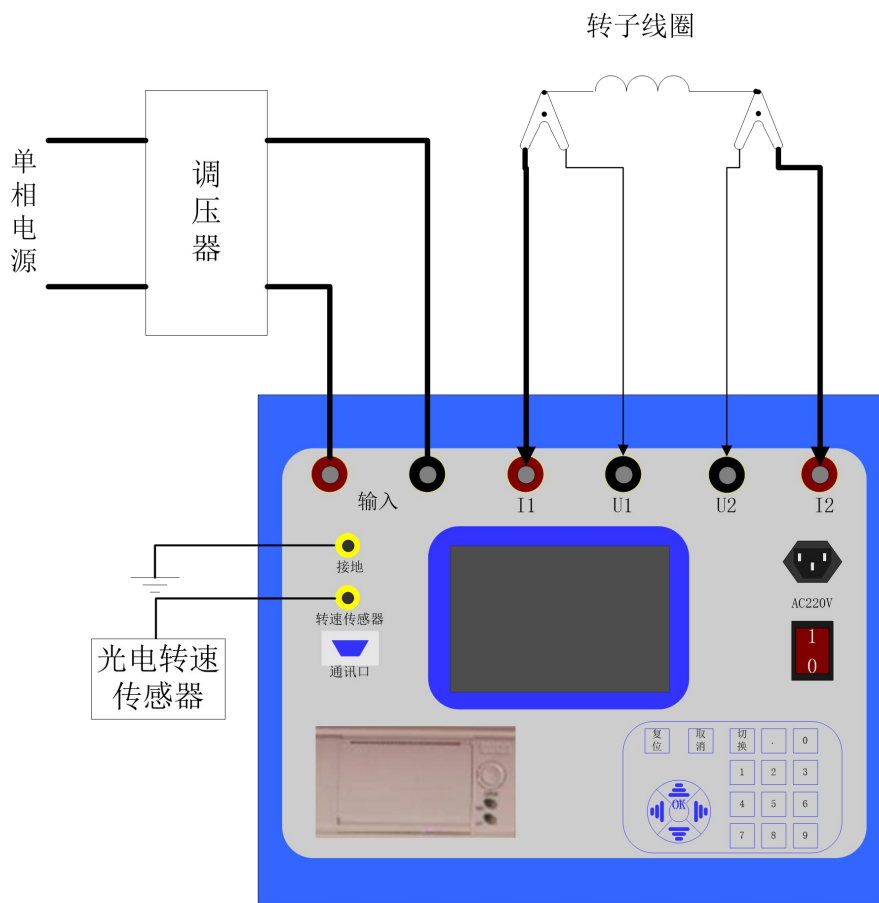 转子线圈
单相电源
调压器
输入
I1
U1
U2
I2
接地
转速传感器
通讯口
AC220V
1
0
光电转速
传感器
复位
取消
切换
.
0
1
2
3
OK
4
5
6
7
8
9